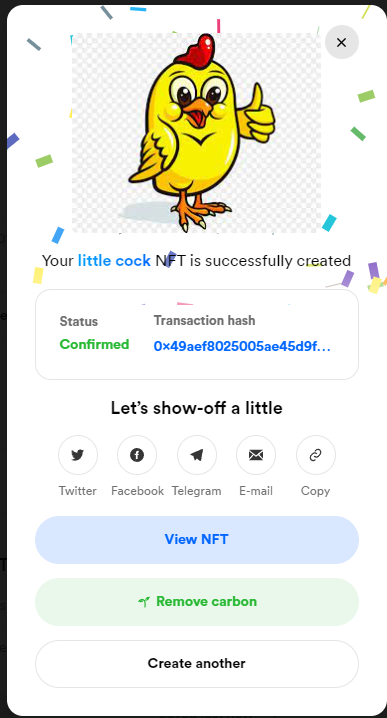 Your little cock NFT is successfully created
Status
Transaction hash
Confirmed
0x49aef8025005ae45d9f...
Let's show-off a little
Twitter
Facebook
Telegram
E-mail
Copy
View NFT
Remove carbon
Create another